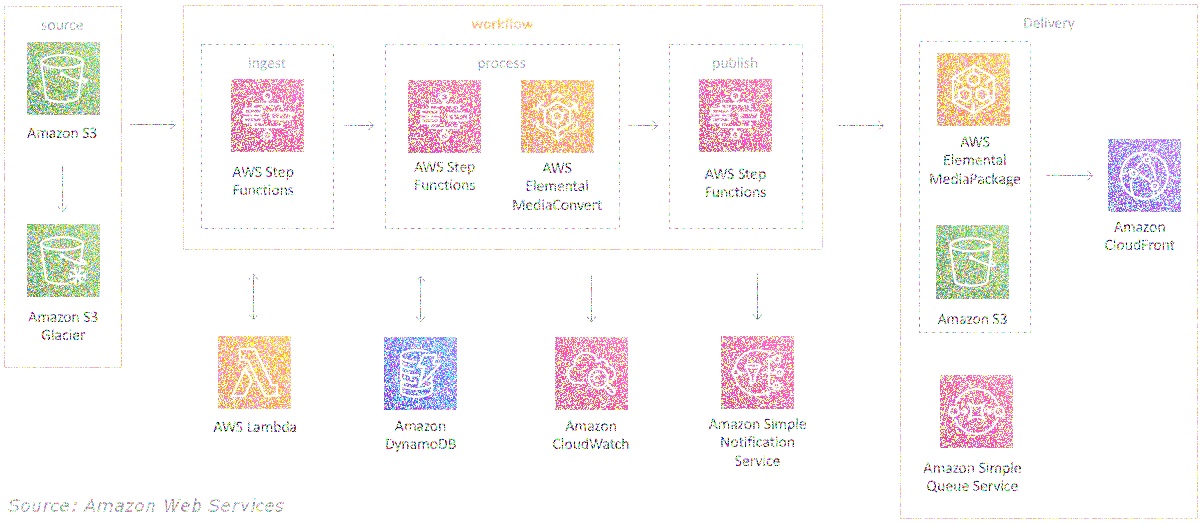 source
Amazon S3
Amazon S3
Glacier
workflow
ingest
AWS Step
Functions
process
AWS Step
Functions
AWS
Elemental
MediaConvert
publish
AWS Step
Functions
AWS Lambda
Amazon
DynamoDB
Amazon
CloudWatch
Amazon Simple
Notification
Service
Delivery
AWS
Elemental
MediaPackage
Amazon S3
Amazon
CloudFront
Amazon Simple
Queue Service
Source: Amazon Web Services